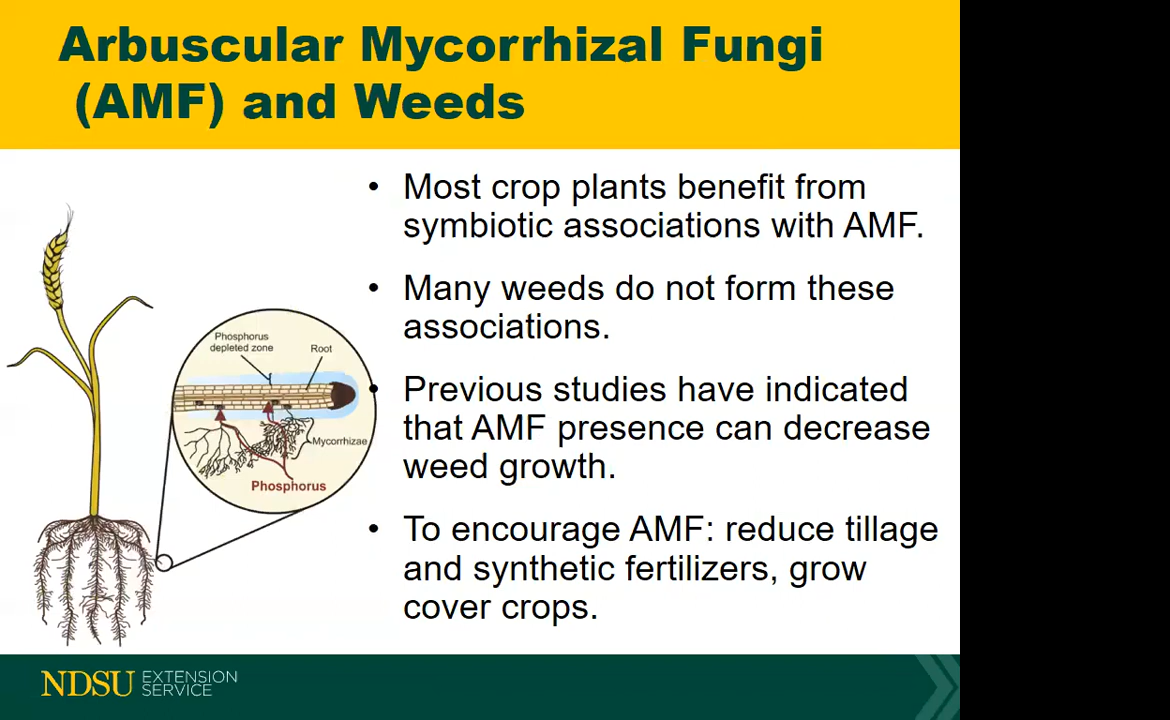 Arbuscular Mycorrhizal Fungi
(AMF) and Weeds
• Most crop plants benefit from
symbiotic associations with AMF.
• Many weeds do not form these
associations.
• Previous studies have indicated
that AMF presence can decrease
weed growth.
• To encourage AMF: reduce tillage
and synthetic fertilizers, grow
cover crops.
Phosphorus
depleted zone
Root
Mycorrhizae
Phosphorus
NDSU EXTENSION
SERVICE